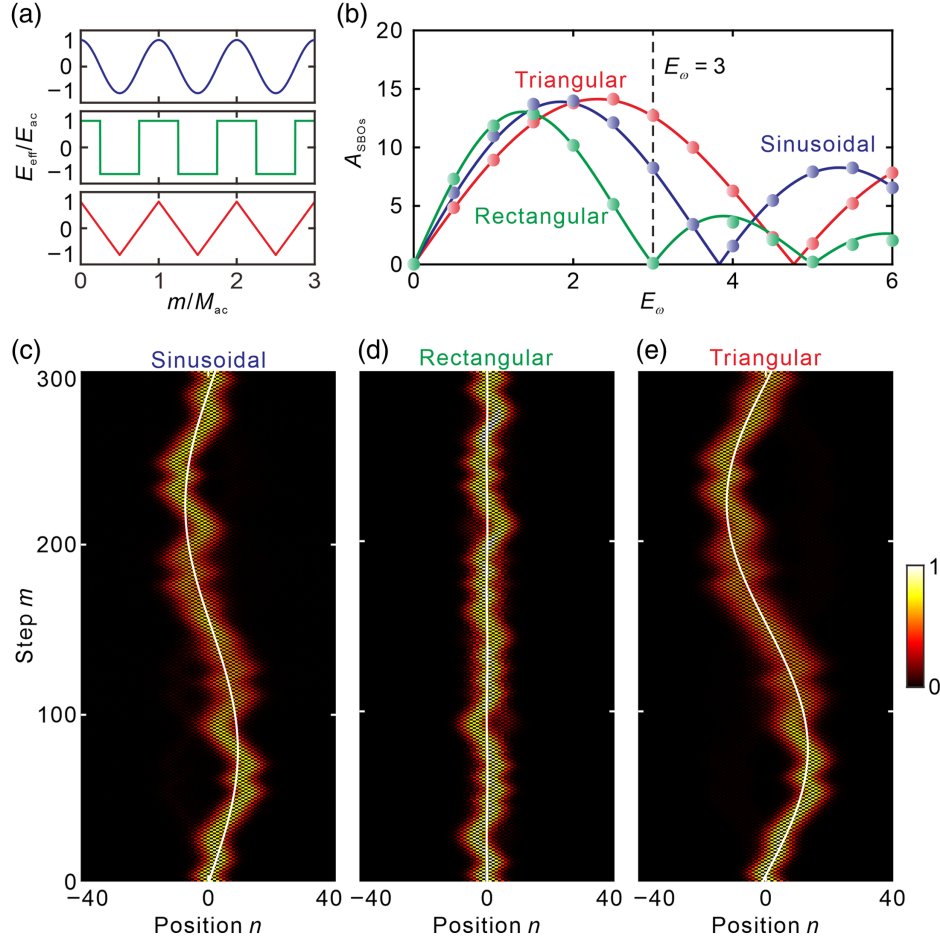 (a)
1
0
−1
1
0
−1
1
0
−1
E_eff/E_ac
0 1 2 3
m/M_ac
(b)
20
15
10
5
0
A_SBOs
E_ω = 3
Triangular
Sinusoidal
Rectangular
0 2 4 6
E_ω
(c)
Sinusoidal
300
200
100
0
Step m
−40 0 40
Position n
(d)
Rectangular
−40 0 40
Position n
(e)
Triangular
−40 0 40
Position n
1
0